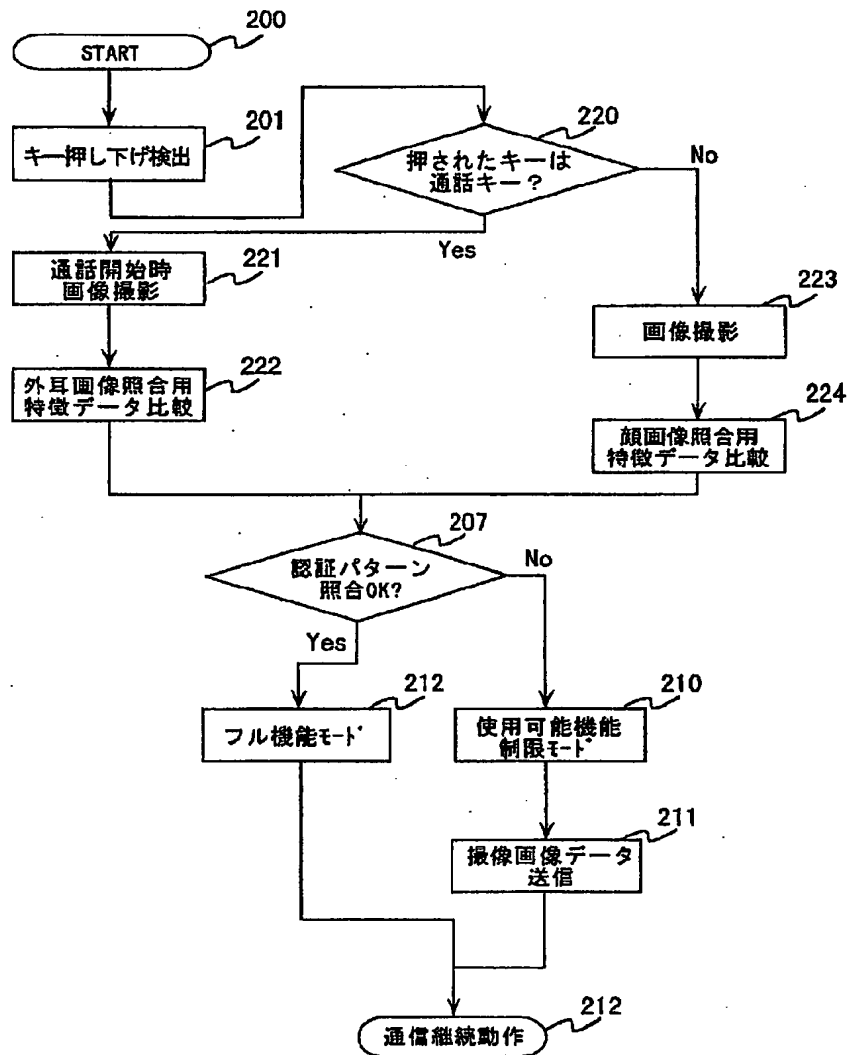 200
START
201
キー押し下げ検出
220
押されたキーは
通話キー？
No
Yes
通話開始時
画像撮影
221
223
画像撮影
外耳画像照合用
特徴データ比較
222
224
顔画像照合用
特徴データ比較
207
認証パターン
照合OK?
No
Yes
212
フル機能ﾓｰﾄﾞ
210
使用可能機能
制限ﾓｰﾄﾞ
211
撮像画像データ
送信
212
通信継続動作